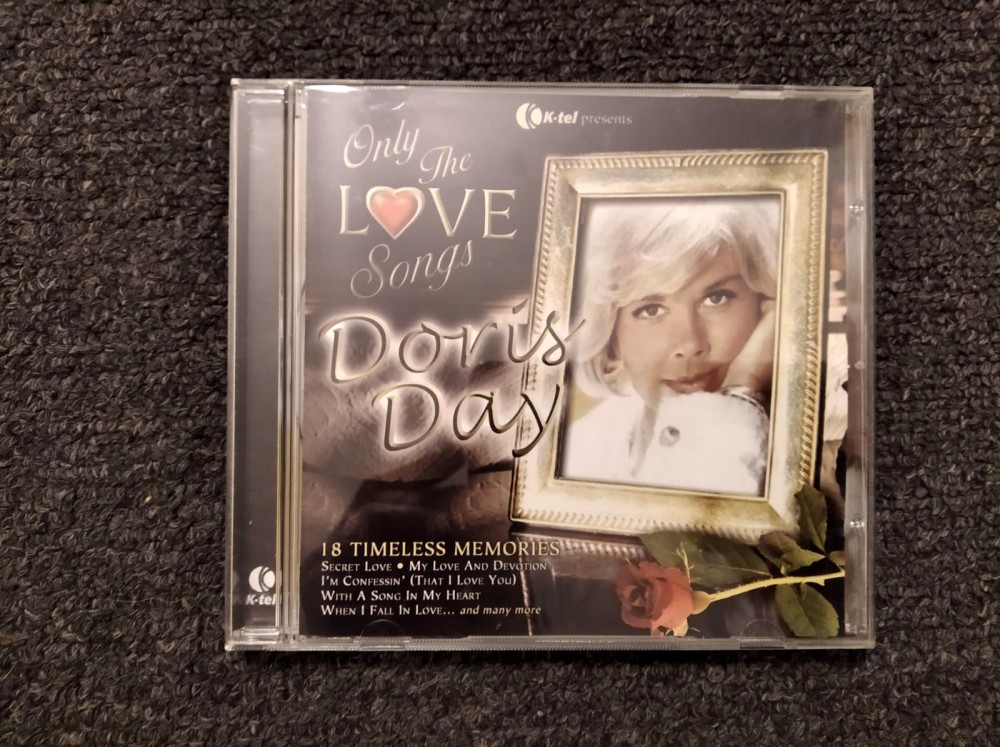 K-tel presents
Only The
LOVE
Songs
Doris
Day
18 TIMELESS MEMORIES
SECRET LOVE • MY LOVE AND DEVOTION
I'M CONFESSIN' (THAT I LOVE YOU)
WITH A SONG IN MY HEART
WHEN I FALL IN LOVE... and many more
K-tel